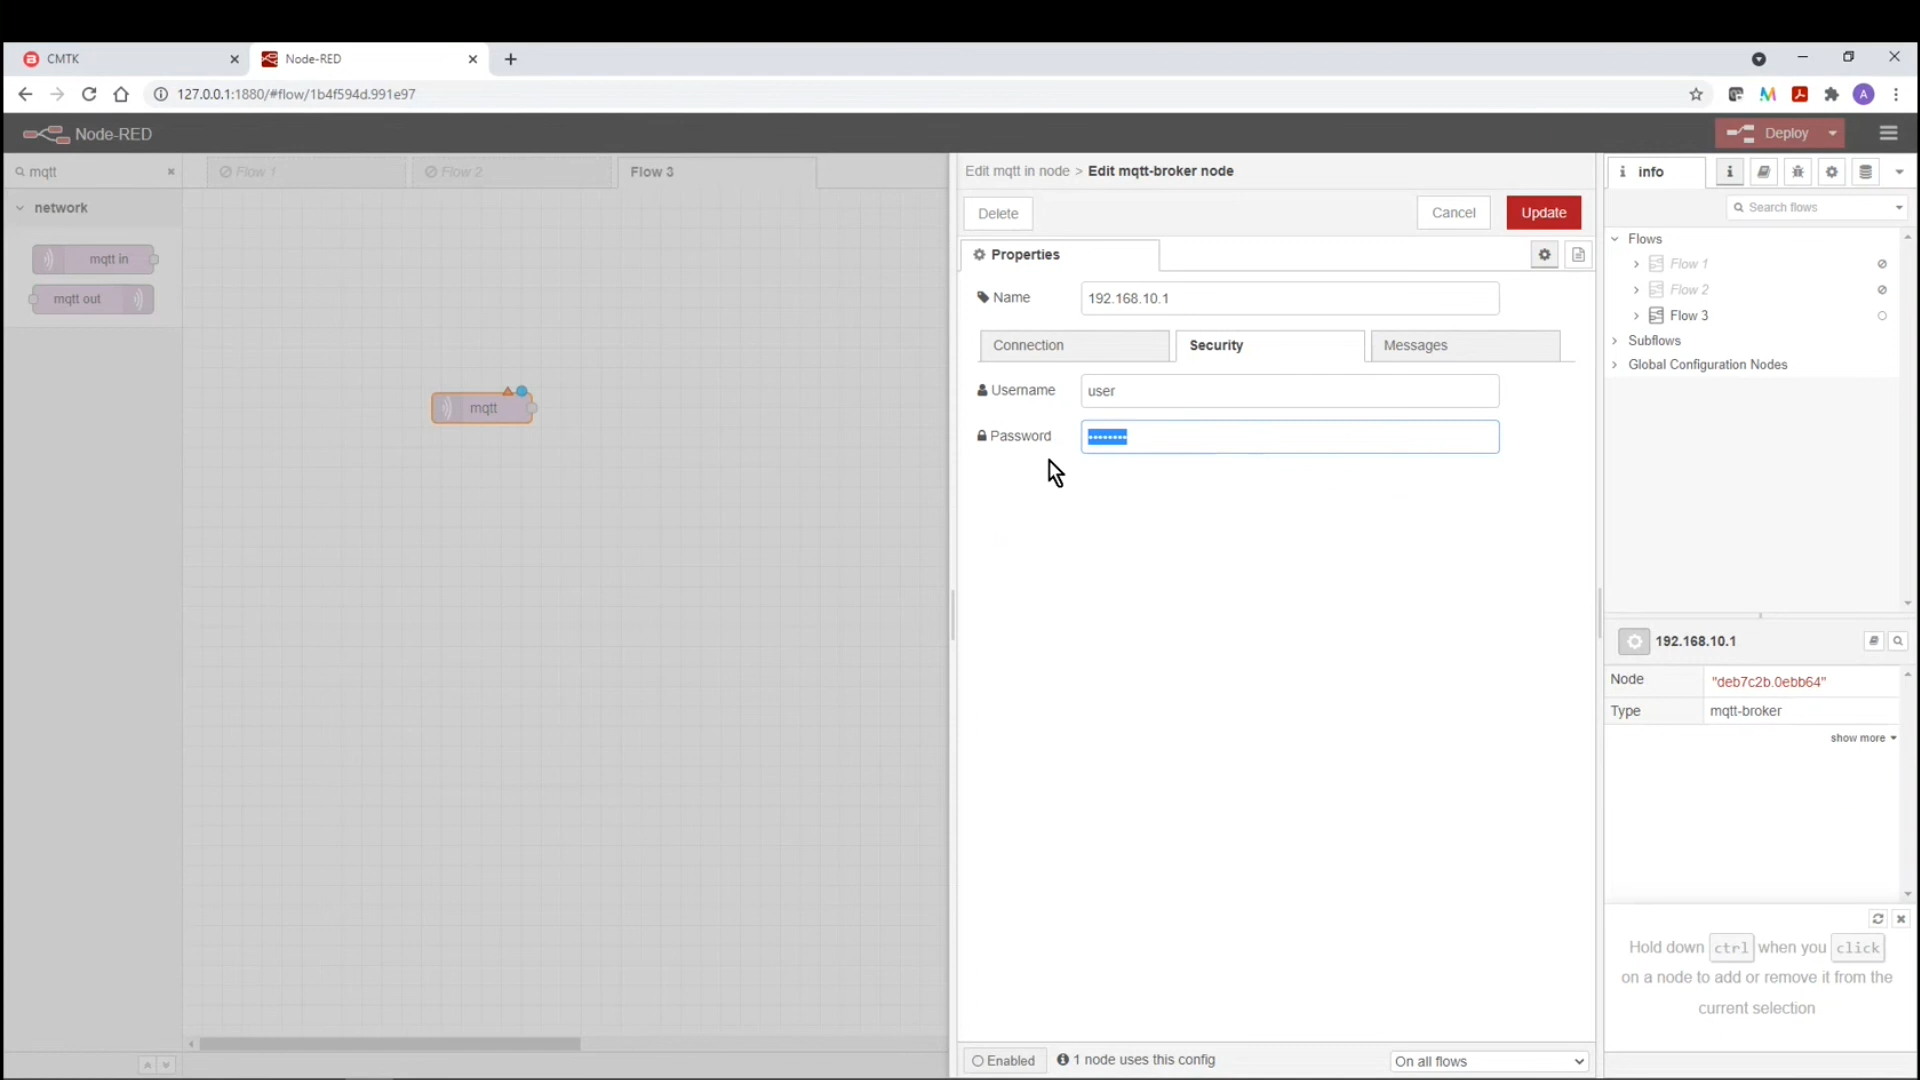 CMTK
Node-RED
127.0.0.1:1880/#flow/1b4f594d.991e97
A
Node-RED
Deploy
mqtt
Flow 1
Flow 2
Flow 3
network
mqtt in
mqtt out
mqtt
Edit mqtt in node > Edit mqtt-broker node
Delete
Cancel
Update
Properties
Name
192.168.10.1
Connection
Security
Messages
Username
user
Password
••••••••
Enabled
1 node uses this config
On all flows
i info
i
Search flows
Flows
Flow 1
Flow 2
Flow 3
Subflows
Global Configuration Nodes
192.168.10.1
Node "deb7c2b.0ebb64"
Type mqtt-broker
show more
Hold down ctrl when you click
on a node to add or remove it from the
current selection